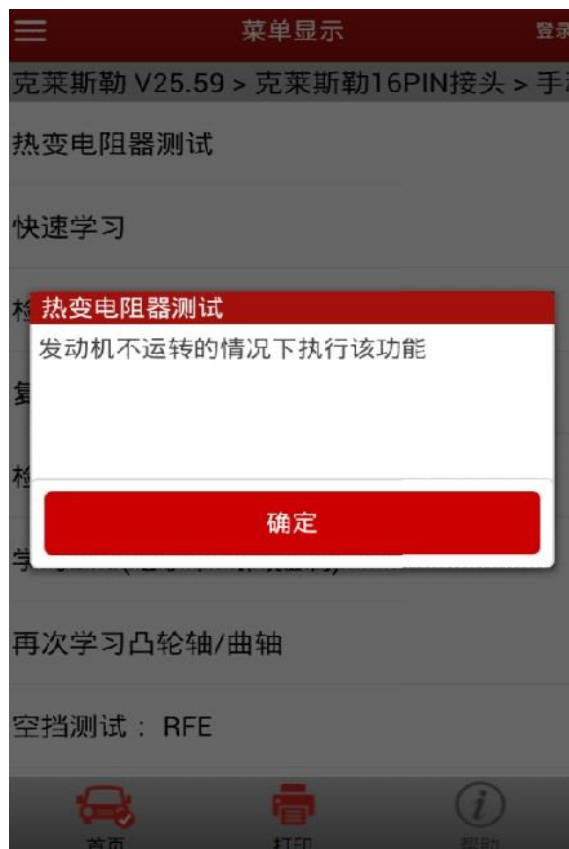 菜单显示
登录
克莱斯勒 V25.59 > 克莱斯勒16PIN接头 > 手
热变电阻器测试
快速学习
热变电阻器测试
发动机不运转的情况下执行该功能
确定
再次学习凸轮轴/曲轴
空挡测试： RFE
首页
打印
帮助